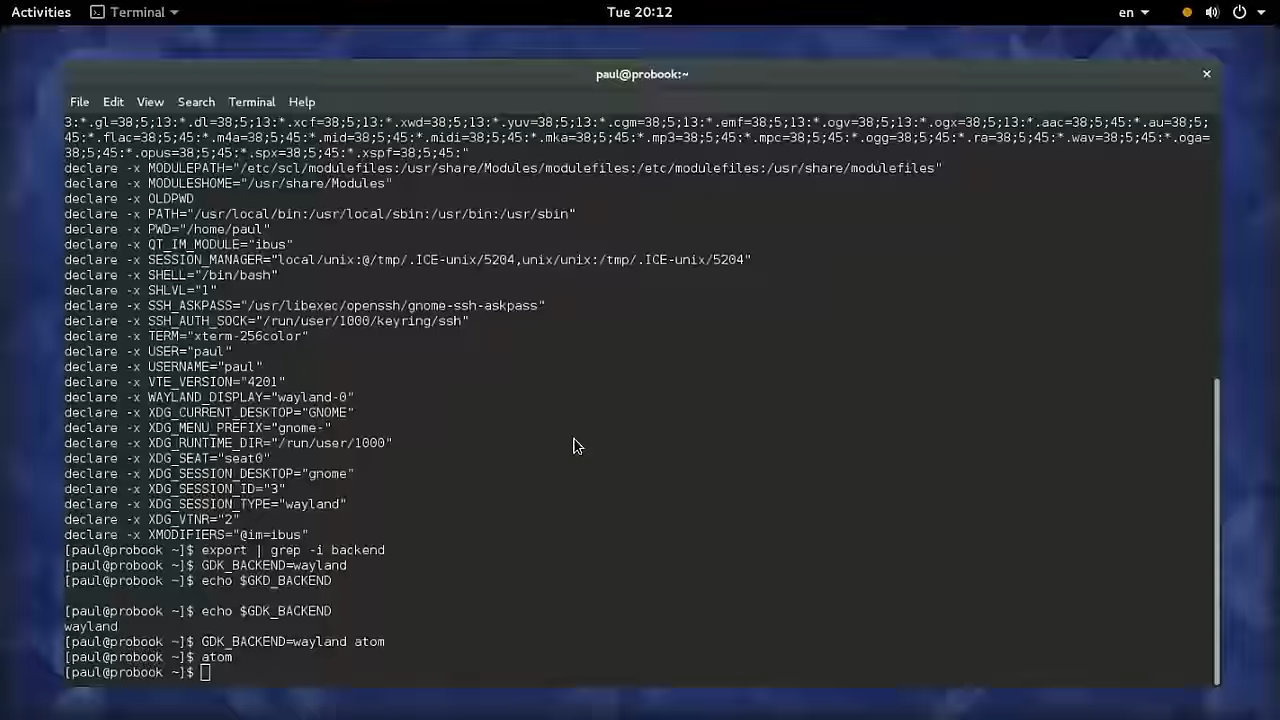 Activities Terminal Tue 20:12 en
paul@probook:~
File Edit View Search Terminal Help
3:*.gl=38;5;13:*.dl=38;5;13:*.xcf=38;5;13:*.xwd=38;5;13:*.yuv=38;5;13:*.cgm=38;5;13:*.emf=38;5;13:*.ogv=38;5;13:*.ogx=38;5;13:*.aac=38;5;45:*.au=38;5;
45:*.flac=38;5;45:*.m4a=38;5;45:*.mid=38;5;45:*.midi=38;5;45:*.mka=38;5;45:*.mp3=38;5;45:*.mpc=38;5;45:*.ogg=38;5;45:*.ra=38;5;45:*.wav=38;5;45:*.oga=
38;5;45:*.opus=38;5;45:*.spx=38;5;45:*.xspf=38;5;45:"
declare -x MODULEPATH="/etc/scl/modulefiles:/usr/share/Modules/modulefiles:/etc/modulefiles:/usr/share/modulefiles"
declare -x MODULESHOME="/usr/share/Modules"
declare -x OLDPWD
declare -x PATH="/usr/local/bin:/usr/local/sbin:/usr/bin:/usr/sbin"
declare -x PWD="/home/paul"
declare -x QT_IM_MODULE="ibus"
declare -x SESSION_MANAGER="local/unix:@/tmp/.ICE-unix/5204,unix/unix:/tmp/.ICE-unix/5204"
declare -x SHELL="/bin/bash"
declare -x SHLVL="1"
declare -x SSH_ASKPASS="/usr/libexec/openssh/gnome-ssh-askpass"
declare -x SSH_AUTH_SOCK="/run/user/1000/keyring/ssh"
declare -x TERM="xterm-256color"
declare -x USER="paul"
declare -x USERNAME="paul"
declare -x VTE_VERSION="4201"
declare -x WAYLAND_DISPLAY="wayland-0"
declare -x XDG_CURRENT_DESKTOP="GNOME"
declare -x XDG_MENU_PREFIX="gnome-"
declare -x XDG_RUNTIME_DIR="/run/user/1000"
declare -x XDG_SEAT="seat0"
declare -x XDG_SESSION_DESKTOP="gnome"
declare -x XDG_SESSION_ID="3"
declare -x XDG_SESSION_TYPE="wayland"
declare -x XDG_VTNR="2"
declare -x XMODIFIERS="@im=ibus"
[paul@probook ~]$ export | grep -i backend
[paul@probook ~]$ GDK_BACKEND=wayland
[paul@probook ~]$ echo $GKD_BACKEND
[paul@probook ~]$ echo $GDK_BACKEND
wayland
[paul@probook ~]$ GDK_BACKEND=wayland atom
[paul@probook ~]$ atom
[paul@probook ~]$